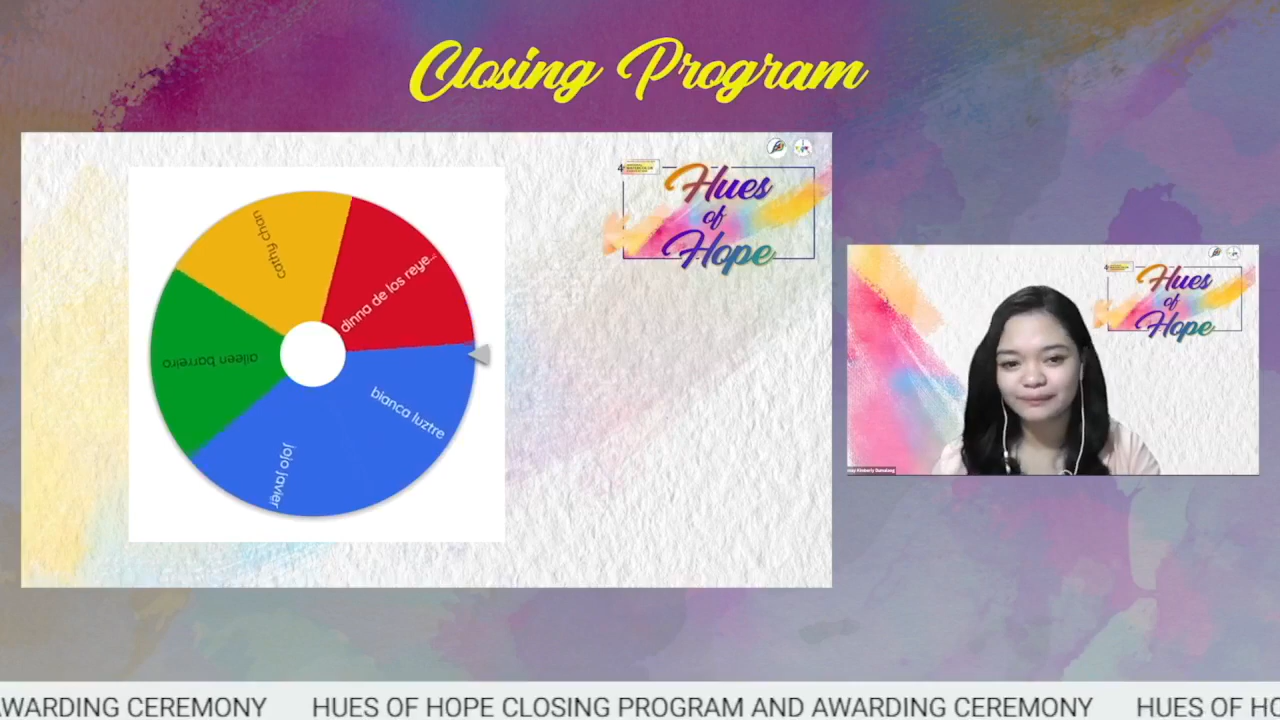 Closing Program
cathy chan
dinna de los reye...
aileen barreiro
bianca luztre
jojo javier
Hues
of
Hope
Hues
of
Hope
AWARDING CEREMONY HUES OF HOPE CLOSING PROGRAM AND AWARDING CEREMONY HUES OF HO